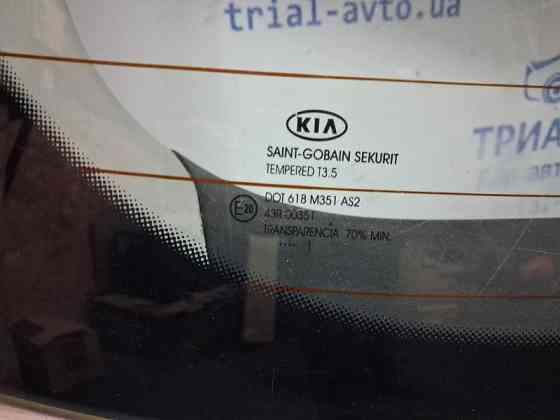 trial-avto.ua
KIA
SAINT-GOBAIN SEKURIT
TEMPERED T3.5
DOT 618 M351 AS2
E20
43R-00351
TRANSPARENCIA 70% MIN.
ТРИА